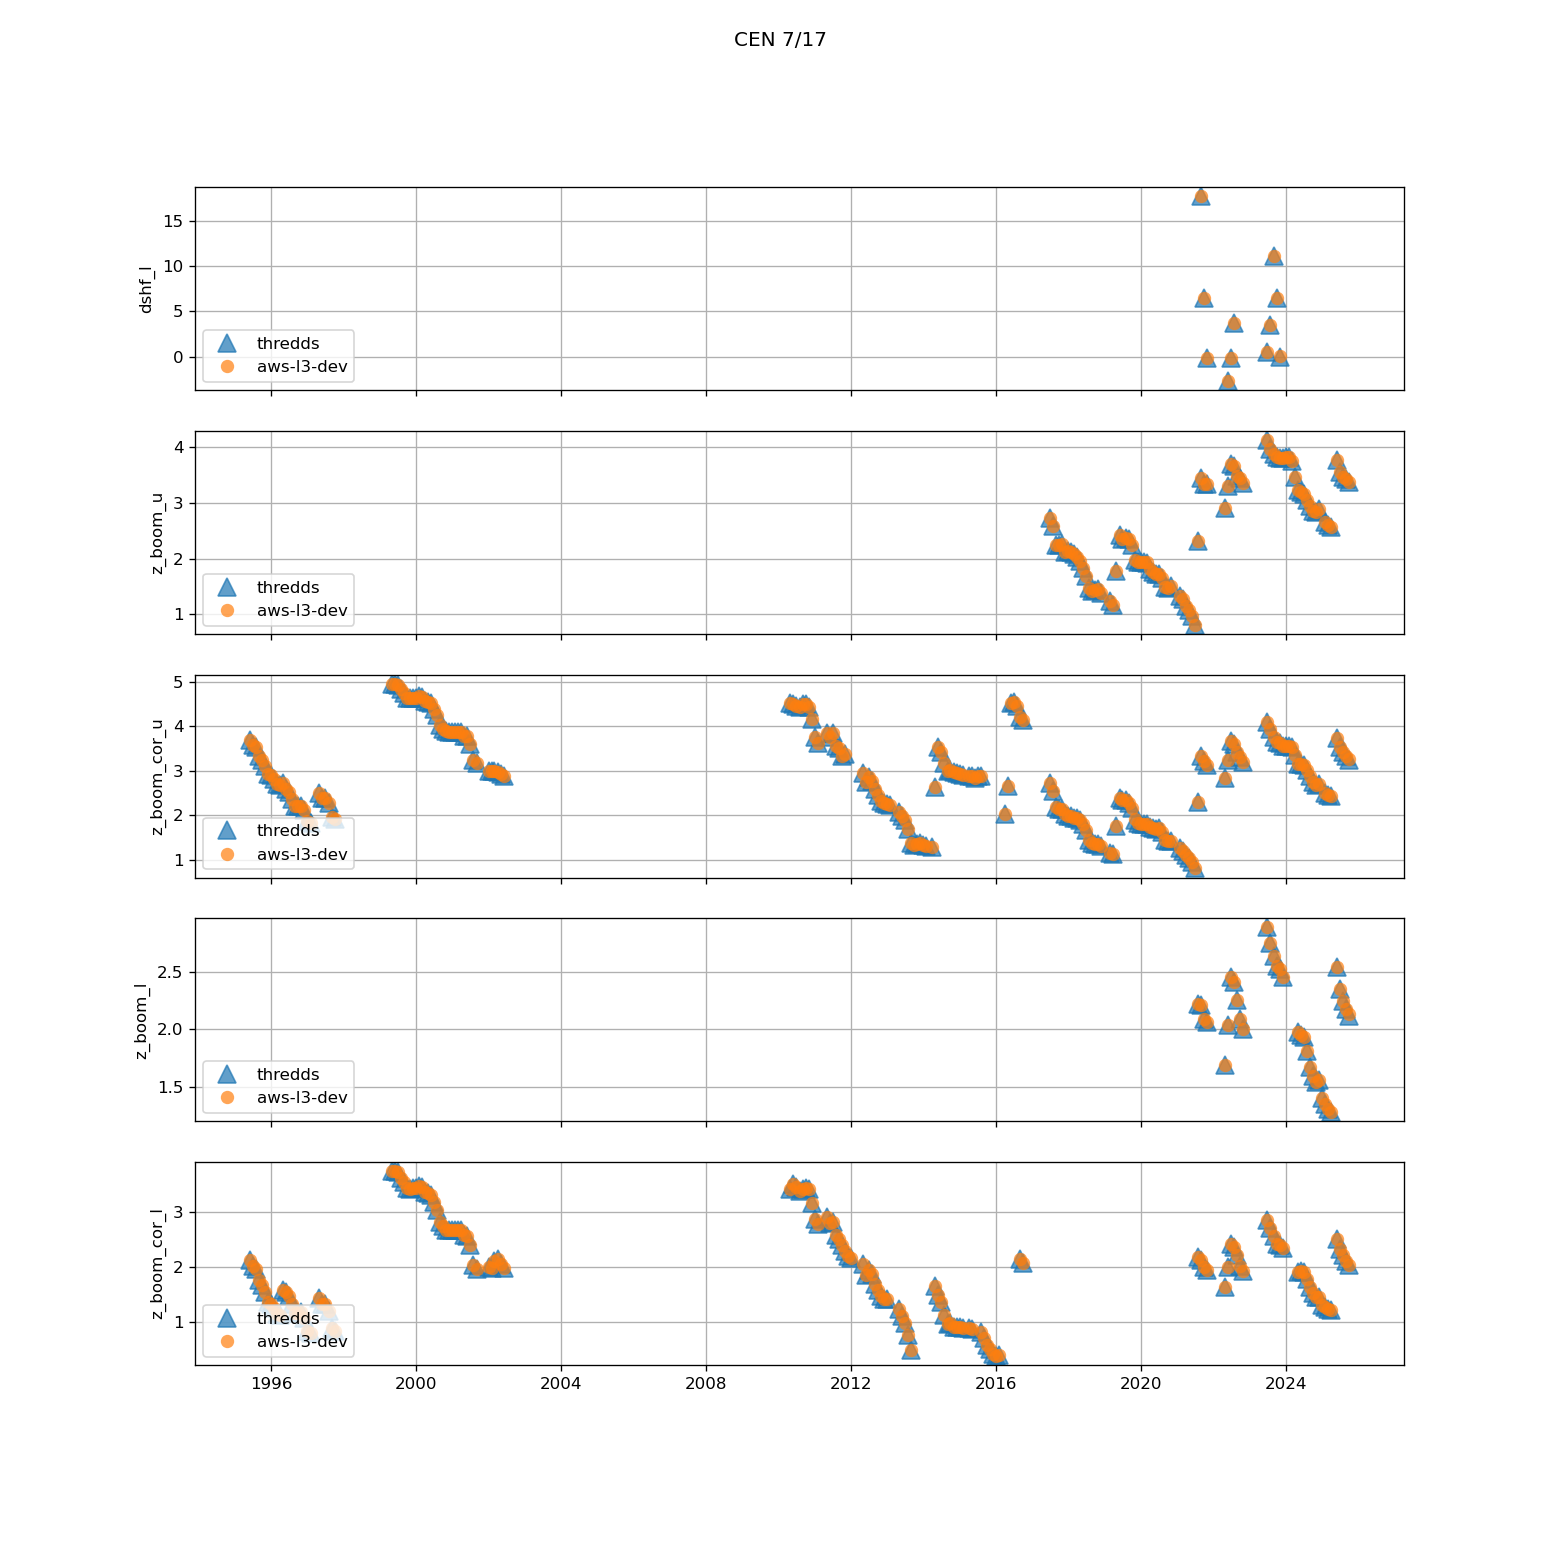 CEN 7/17
15
10
5
0
dshf_l
thredds
aws-l3-dev
4
3
2
1
z_boom_u
thredds
aws-l3-dev
5
4
3
2
1
z_boom_cor_u
thredds
aws-l3-dev
2.5
2.0
1.5
z_boom_l
thredds
aws-l3-dev
3
2
1
z_boom_cor_l
thredds
aws-l3-dev
1996 2000 2004 2008 2012 2016 2020 2024